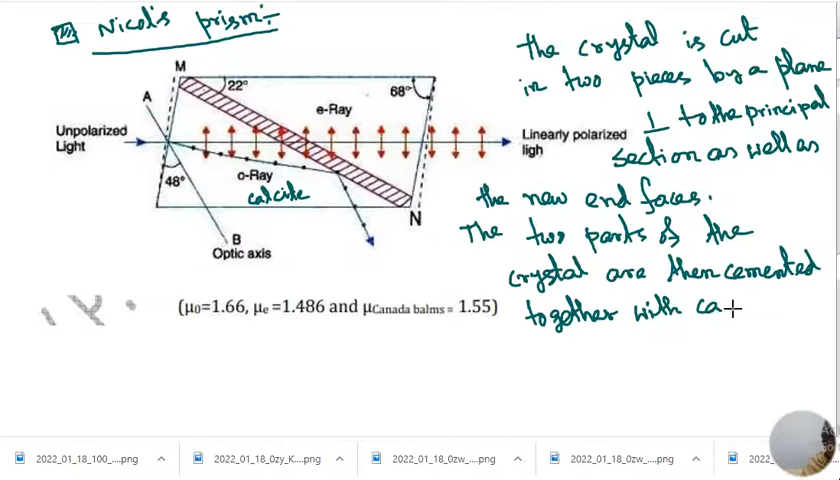 Nicol's prism:-
The crystal is cut
in two pieces by a plane
⊥ to the principal
section as well as
the new end faces.
The two parts of the
crystal are then cemented
together with ca
M
A
22°
68°
e-Ray
Unpolarized
Light
Linearly polarized
ligh
o-Ray
48°
calcite
N
B
Optic axis
(μ0=1.66, μe =1.486 and μCanada balms = 1.55)
2022_01_18_100_....png
2022_01_18_0zy_K....png
2022_01_18_0zw_....png
2022_01_18_0zw_....png
2022_01